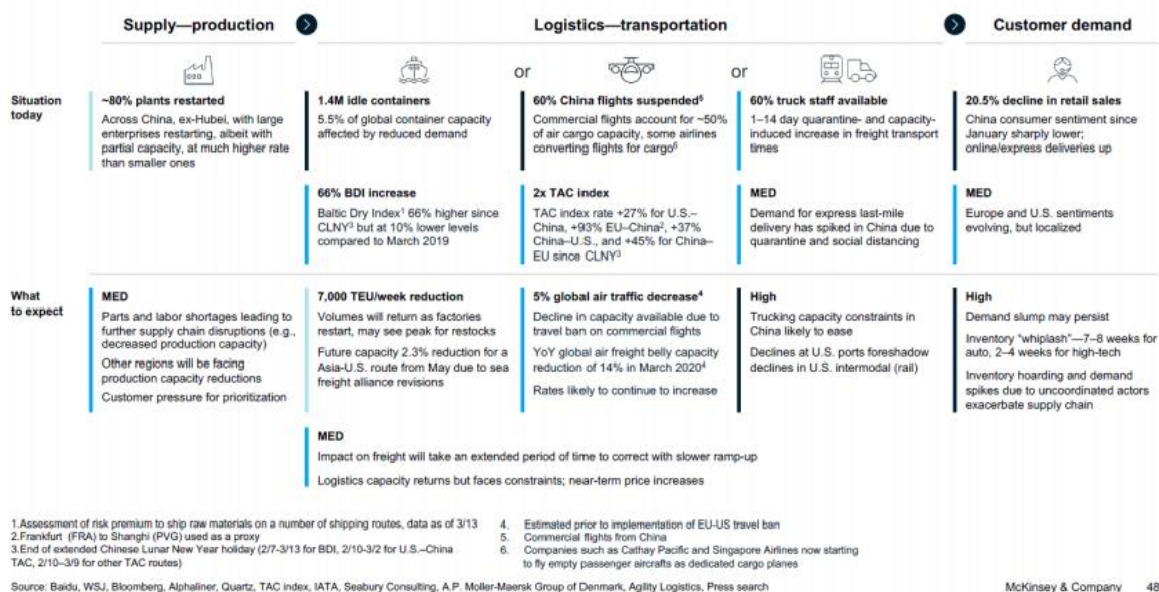 Supply—production
Logistics—transportation
Customer demand
or
or
Situation
today
~80% plants restarted
Across China, ex-Hubei, with large
enterprises restarting, albeit with
partial capacity, at much higher rate
than smaller ones
1.4M idle containers
5.5% of global container capacity
affected by reduced demand
60% China flights suspended⁵
Commercial flights account for ~50%
of air cargo capacity, some airlines
converting flights for cargo⁶
60% truck staff available
1–14 day quarantine- and capacity-
induced increase in freight transport
times
20.5% decline in retail sales
China consumer sentiment since
January sharply lower;
online/express deliveries up
66% BDI increase
Baltic Dry Index¹ 66% higher since
CLNY³ but at 10% lower levels
compared to March 2019
2x TAC index
TAC index rate +27% for U.S.–
China, +93% EU–China², +37%
China–U.S., and +45% for China–
EU since CLNY³
MED
Demand for express last-mile
delivery has spiked in China due to
quarantine and social distancing
MED
Europe and U.S. sentiments
evolving, but localized
What
to expect
MED
Parts and labor shortages leading to
further supply chain disruptions (e.g.,
decreased production capacity)
Other regions will be facing
production capacity reductions
Customer pressure for prioritization
7,000 TEU/week reduction
Volumes will return as factories
restart, may see peak for restocks
Future capacity 2.3% reduction for a
Asia-U.S. route from May due to sea
freight alliance revisions
5% global air traffic decrease⁴
Decline in capacity available due to
travel ban on commercial flights
YoY global air freight belly capacity
reduction of 14% in March 2020⁴
Rates likely to continue to increase
High
Trucking capacity constraints in
China likely to ease
Declines at U.S. ports foreshadow
declines in U.S. intermodal (rail)
High
Demand slump may persist
Inventory “whiplash”—7–8 weeks for
auto, 2–4 weeks for high-tech
Inventory hoarding and demand
spikes due to uncoordinated actors
exacerbate supply chain
MED
Impact on freight will take an extended period of time to correct with slower ramp-up
Logistics capacity returns but faces constraints; near-term price increases
1.Assessment of risk premium to ship raw materials on a number of shipping routes, data as of 3/13
2.Frankfurt (FRA) to Shanghi (PVG) used as a proxy
3.End of extended Chinese Lunar New Year holiday (2/7-3/13 for BDI, 2/10-3/2 for U.S.–China
TAC, 2/10–3/9 for other TAC routes)
4. Estimated prior to implementation of EU-US travel ban
5. Commercial flights from China
6. Companies such as Cathay Pacific and Singapore Airlines now starting
to fly empty passenger aircrafts as dedicated cargo planes
Source: Baidu, WSJ, Bloomberg, Alphaliner, Quartz, TAC index, IATA, Seabury Consulting, A.P. Moller-Maersk Group of Denmark, Agility Logistics, Press search
McKinsey & Company 48